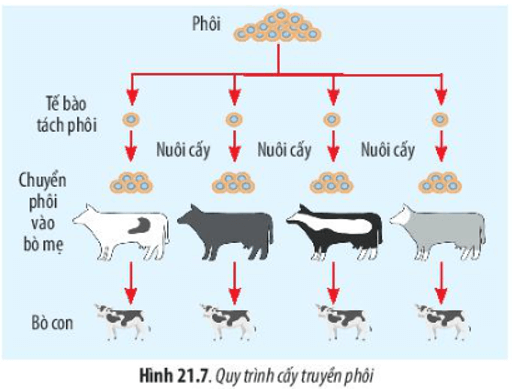 Phôi
Tế bào
tách phôi
Nuôi cấy
Nuôi cấy
Nuôi cấy
Chuyển
phôi
vào
bò mẹ
Bò con
Hình 21.7. Quy trình cấy truyền phôi